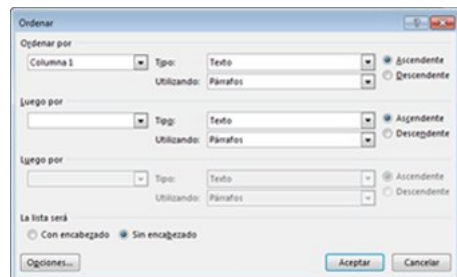 Ordenar
Ordenar por
Columna 1 Tipo: Texto Ascendente
Utilizando: Párrafos Descendente
Luego por
Tipo: Texto Ascendente
Utilizando: Párrafos Descendente
Luego por
Tipo: Texto Ascendente
Utilizando: Párrafos Descendente
La lista será
Con encabezado Sin encabezado
Opciones... Aceptar Cancelar